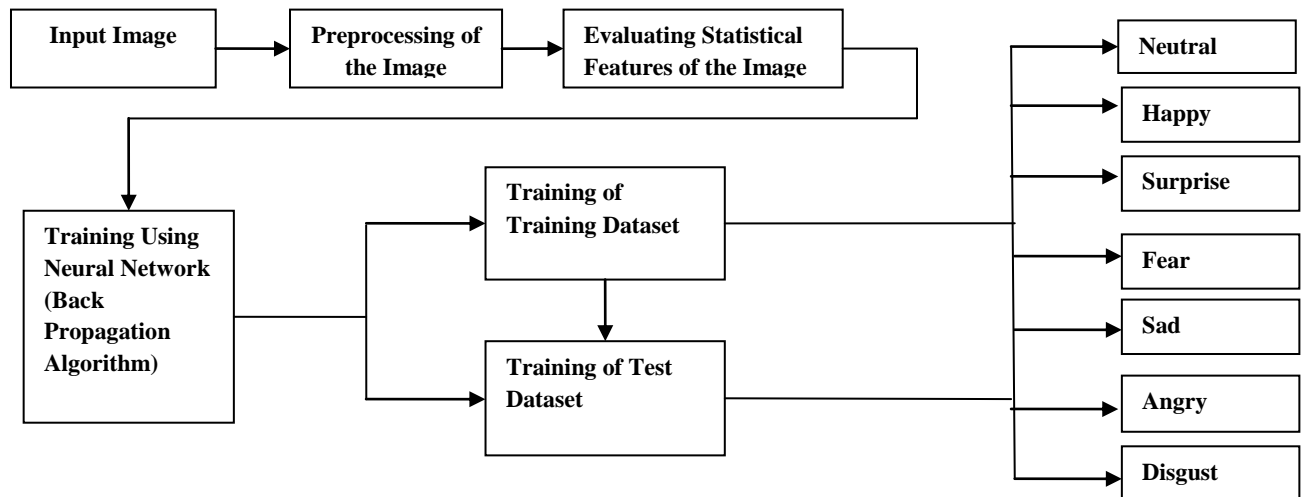 Input Image
Preprocessing of
the Image
Evaluating Statistical
Features of the Image
Training Using
Neural Network
(Back
Propagation
Algorithm)
Training of
Training Dataset
Training of Test
Dataset
Neutral
Happy
Surprise
Fear
Sad
Angry
Disgust